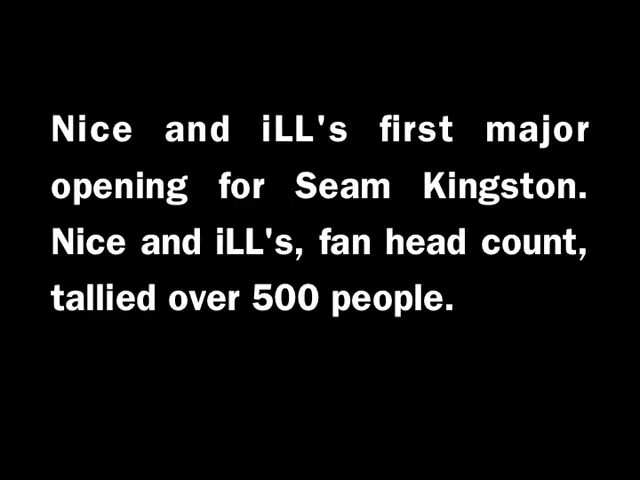 Nice and iLL's first major
opening for Seam Kingston.
Nice and iLL's, fan head count,
tallied over 500 people.